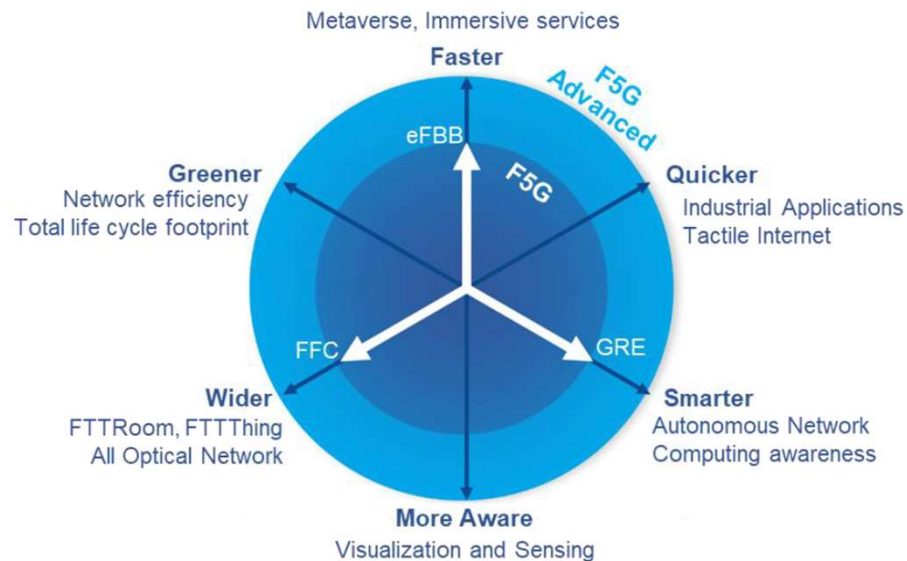 Metaverse, Immersive services
Faster
F5G
Advanced
eFBB
F5G
Greener
Network efficiency
Total life cycle footprint
Quicker
Industrial Applications
Tactile Internet
FFC
GRE
Wider
FTTRoom, FTTThing
All Optical Network
Smarter
Autonomous Network
Computing awareness
More Aware
Visualization and Sensing